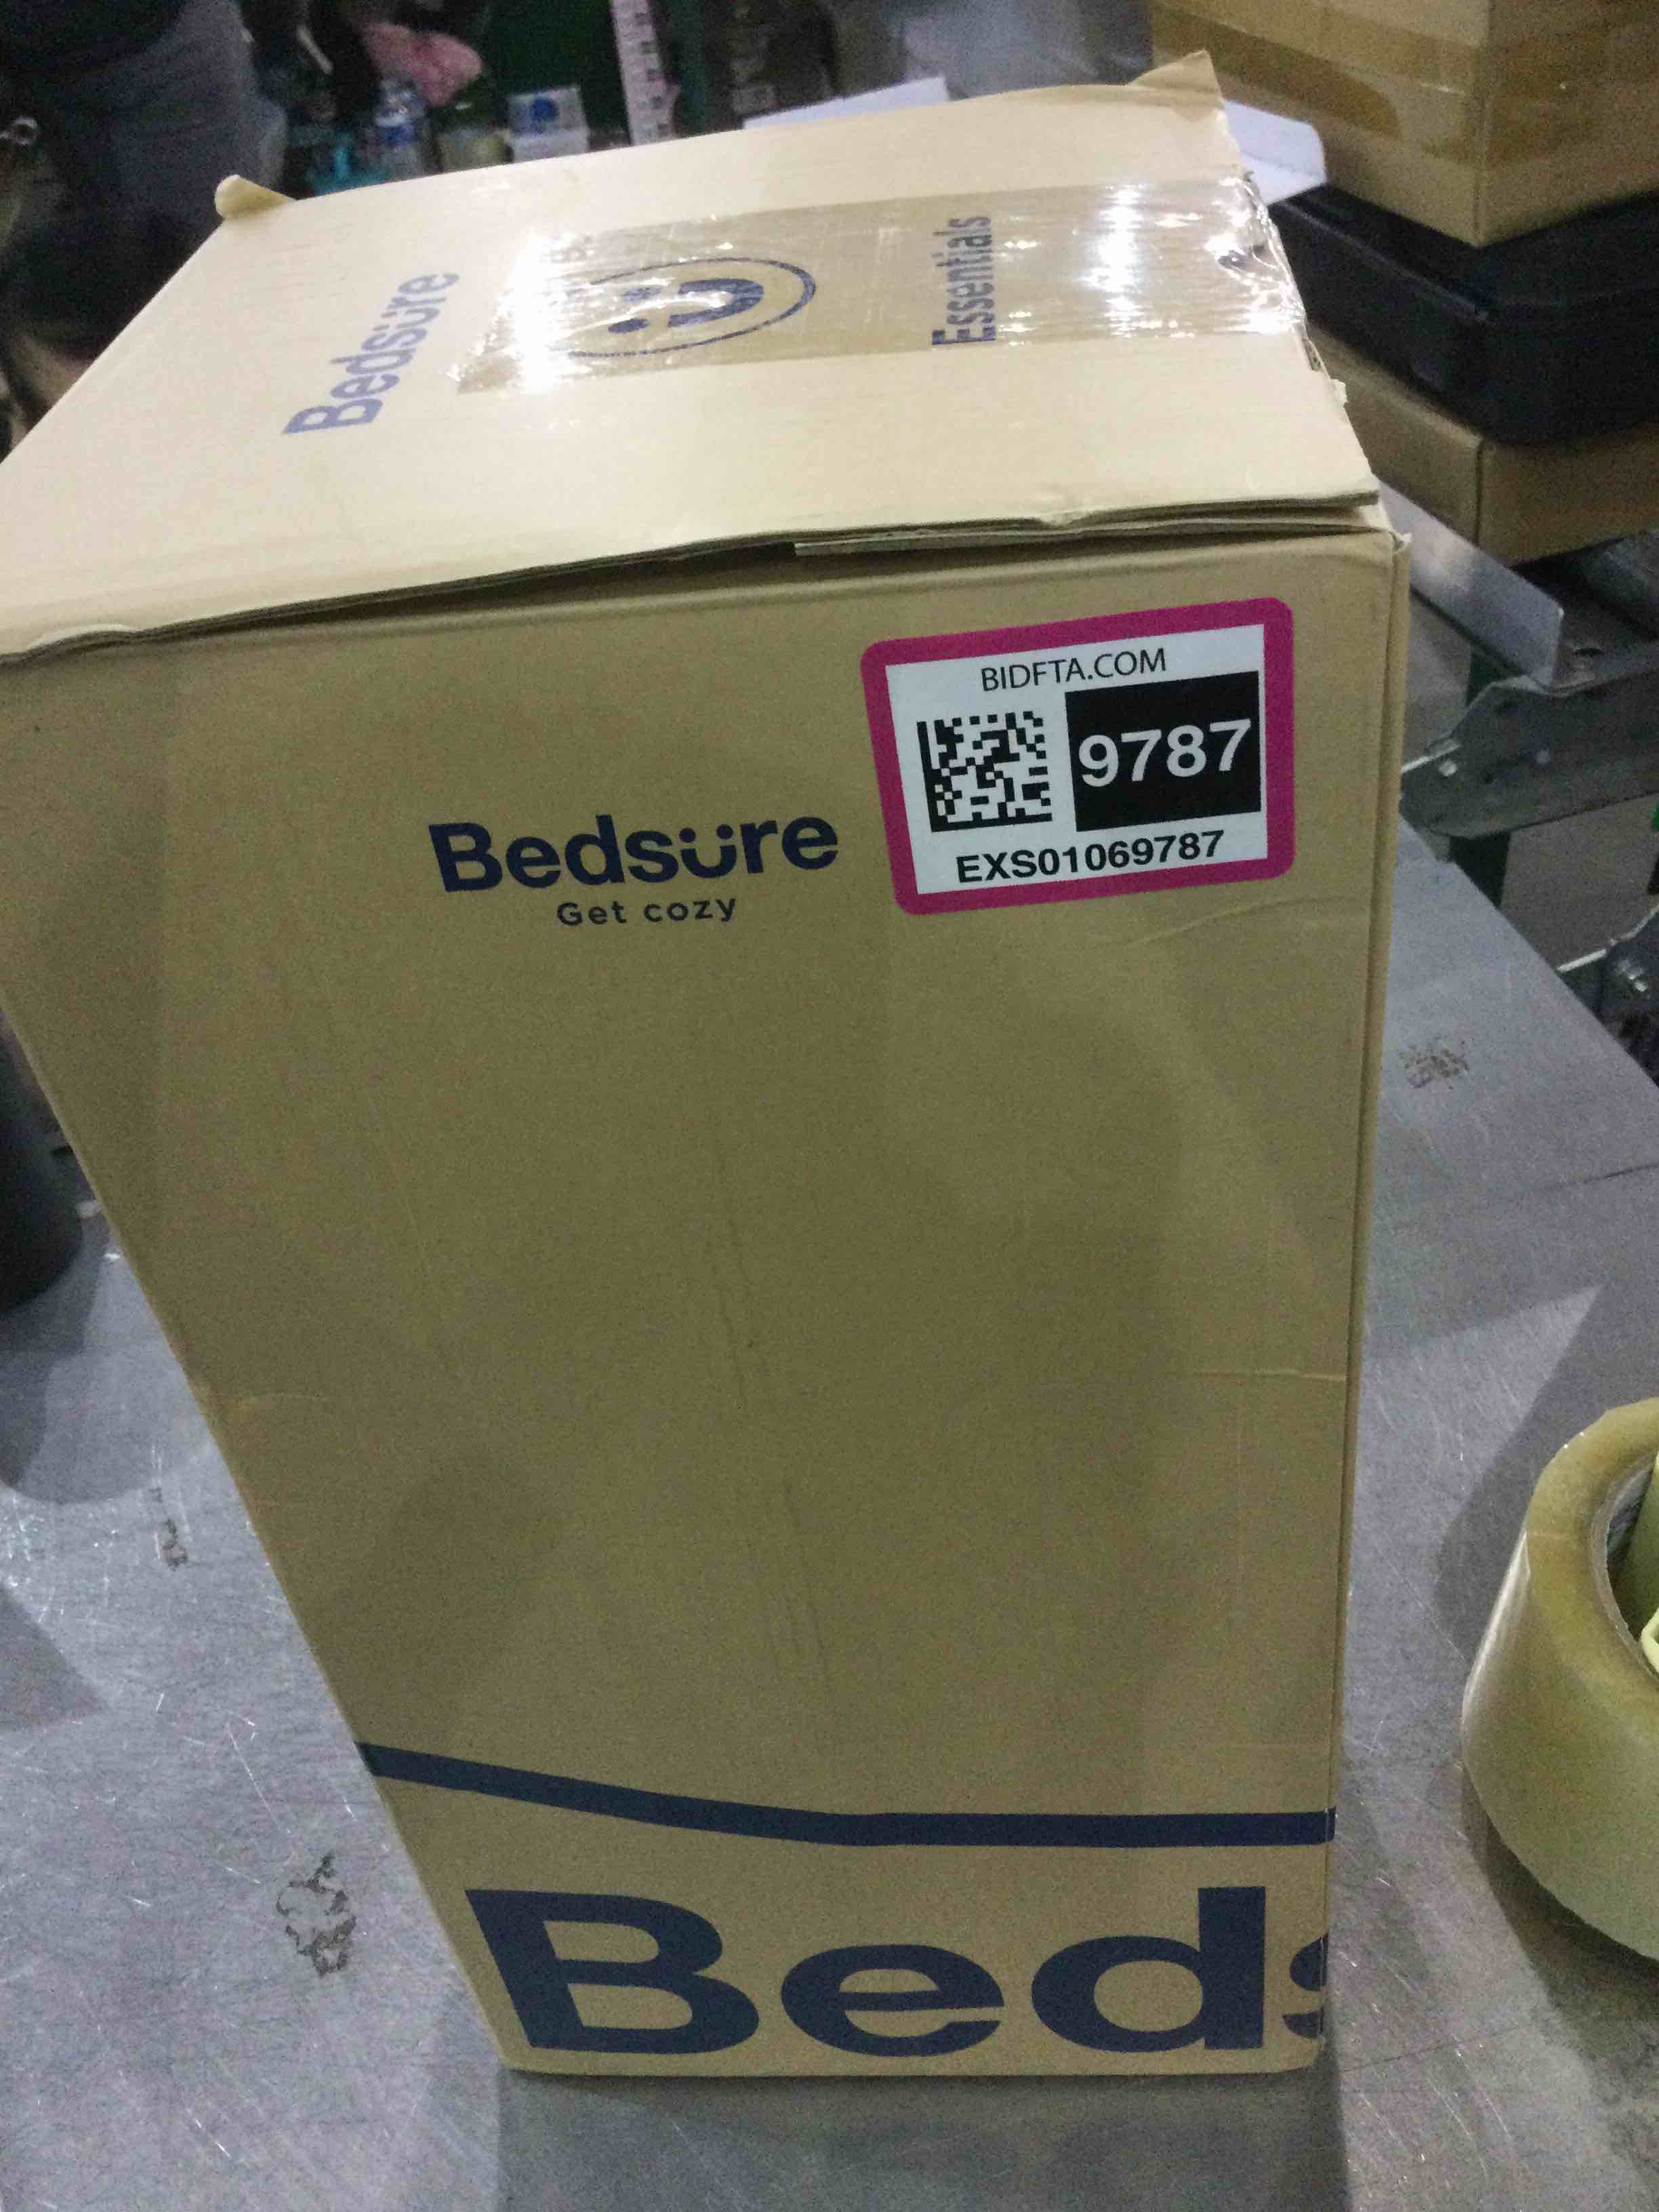 Bedsure
Essentials
BIDFTA.COM
9787
EXS01069787
Bedsure
Get cozy
Beds